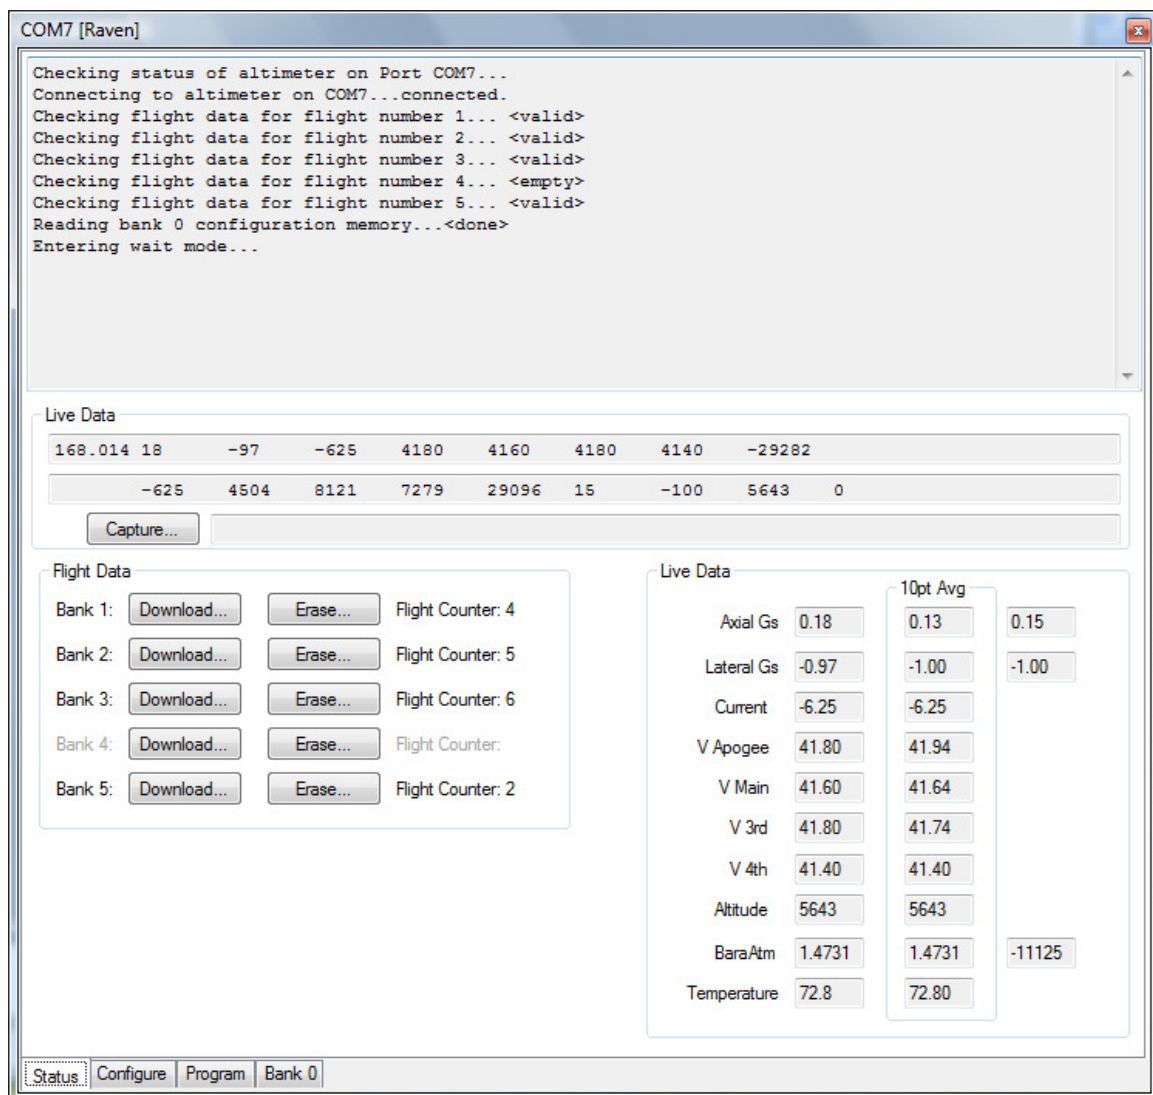 COM7 [Raven]
Checking status of altimeter on Port COM7...
Connecting to altimeter on COM7...connected.
Checking flight data for flight number 1... <valid>
Checking flight data for flight number 2... <valid>
Checking flight data for flight number 3... <valid>
Checking flight data for flight number 4... <empty>
Checking flight data for flight number 5... <valid>
Reading bank 0 configuration memory...<done>
Entering wait mode...
Live Data
168.014 18 -97 -625 4180 4160 4180 4140 -29282
-625 4504 8121 7279 29096 15 -100 5643 0
Capture...
Flight Data
Bank 1: Download... Erase... Flight Counter: 4
Bank 2: Download... Erase... Flight Counter: 5
Bank 3: Download... Erase... Flight Counter: 6
Bank 4: Download... Erase... Flight Counter:
Bank 5: Download... Erase... Flight Counter: 2
Live Data
10pt Avg
Axial Gs 0.18 0.13 0.15
Lateral Gs -0.97 -1.00 -1.00
Current -6.25 -6.25
V Apogee 41.80 41.94
V Main 41.60 41.64
V 3rd 41.80 41.74
V 4th 41.40 41.40
Altitude 5643 5643
BaraAtm 1.4731 1.4731 -11125
Temperature 72.8 72.80
Status Configure Program Bank 0